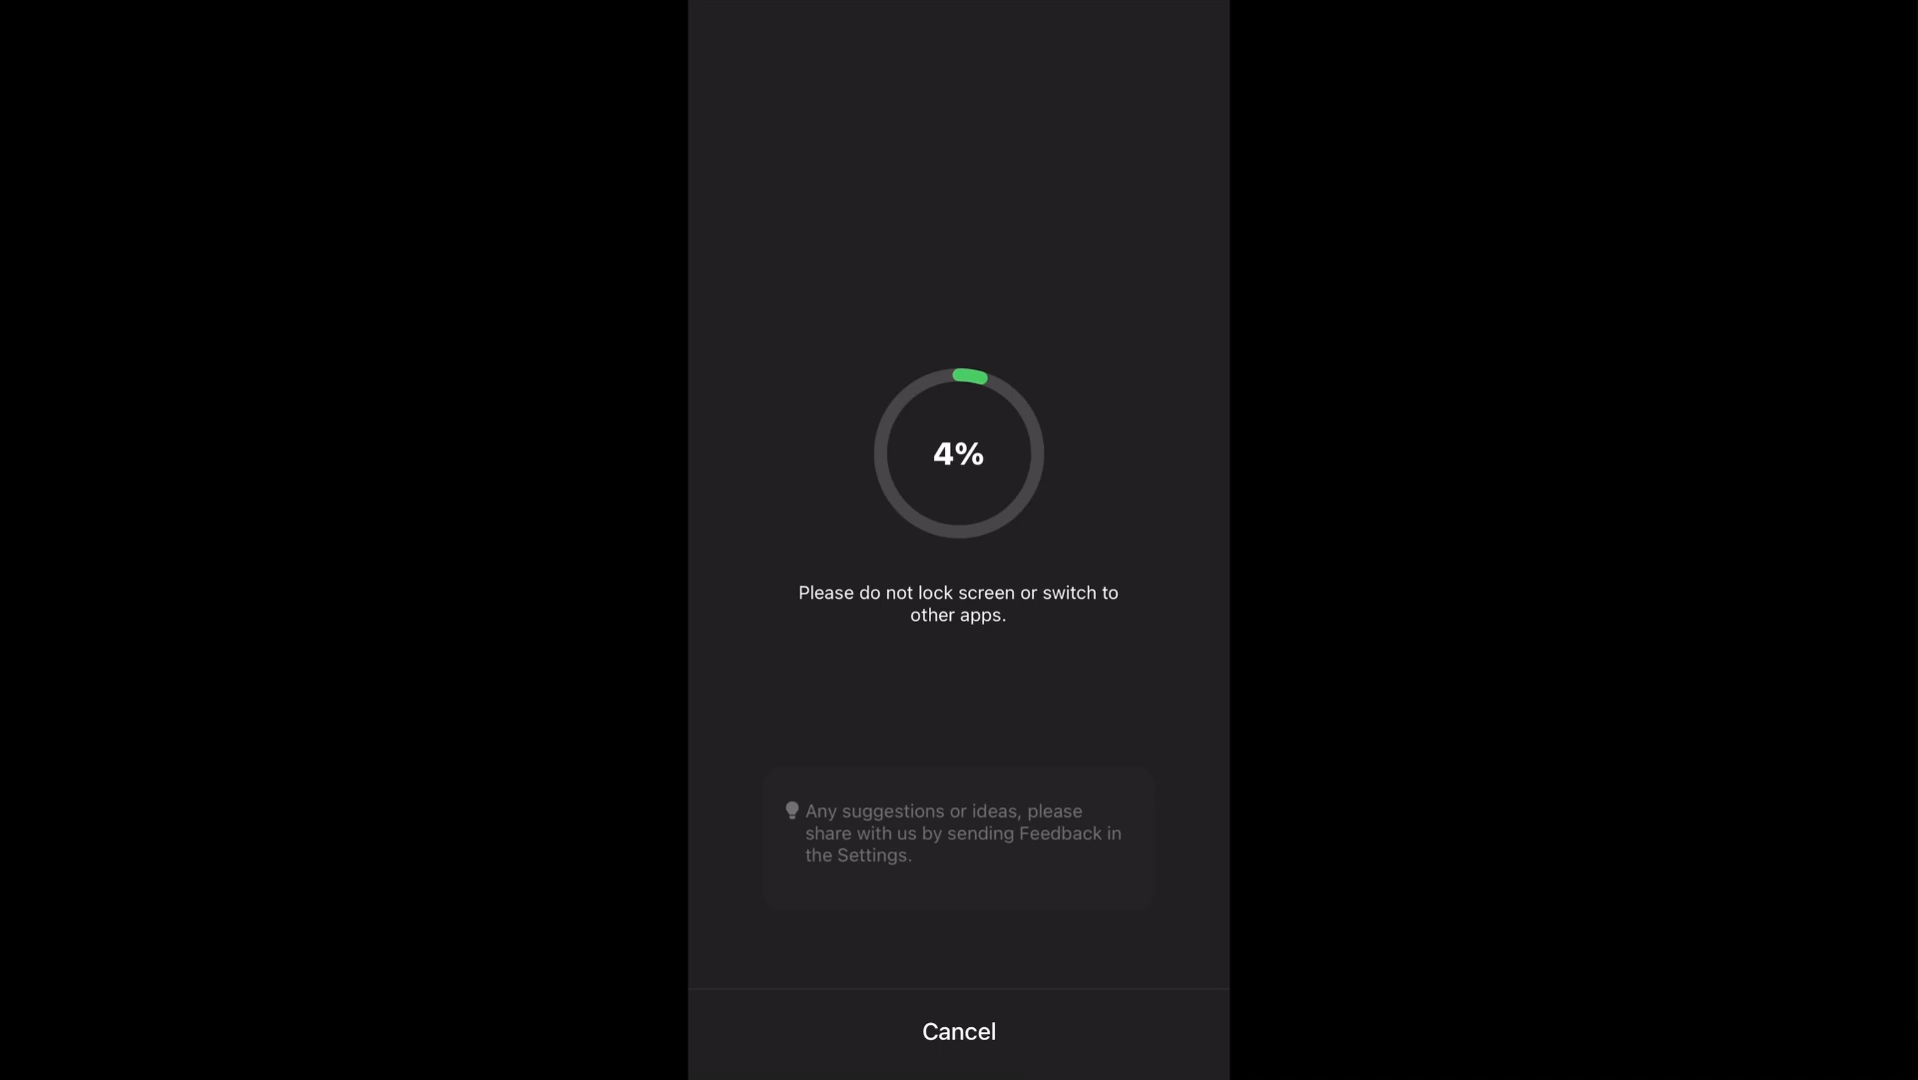 4%
Please do not lock screen or switch to
other apps.
Any suggestions or ideas, please
share with us by sending Feedback in
the Settings.
Cancel